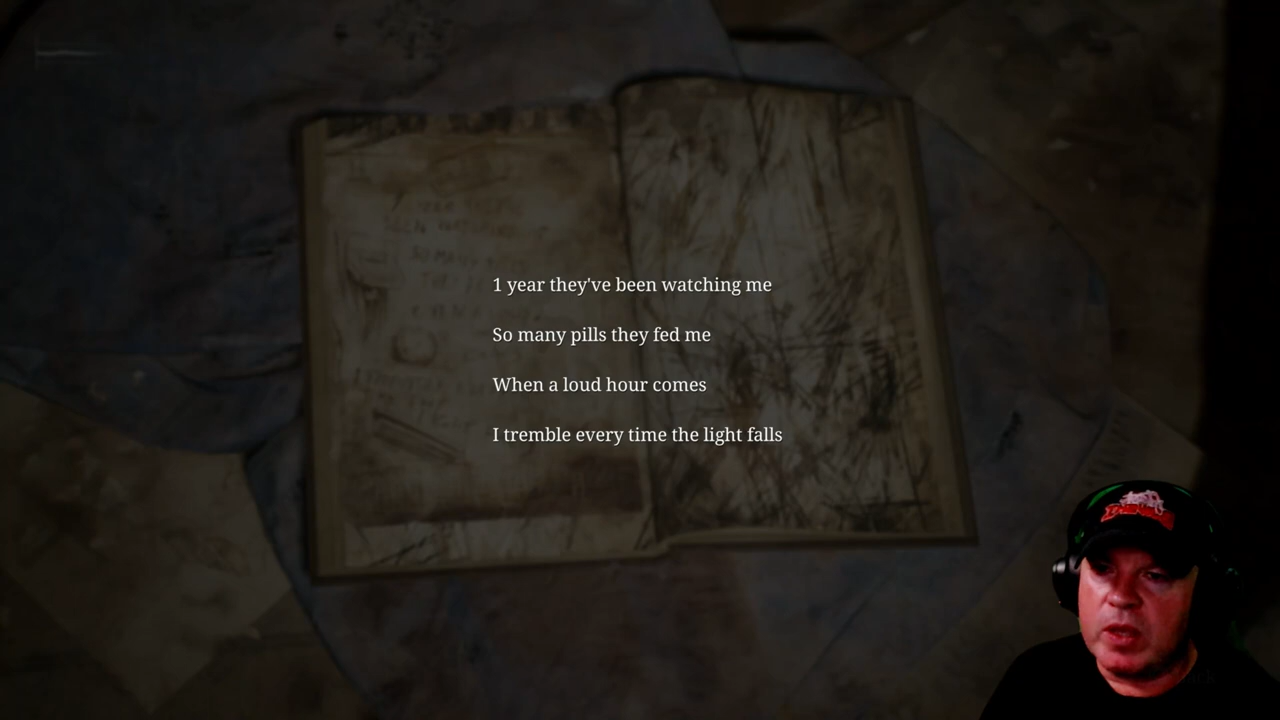 1 year they've been watching me
So many pills they fed me
When a loud hour comes
I tremble every time the light falls